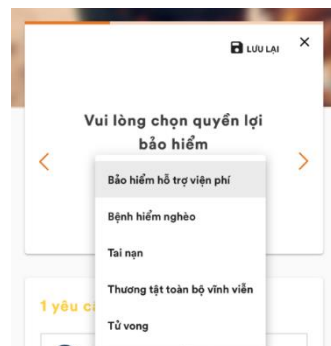 LƯU LẠI
Vui lòng chọn quyền lợi
bảo hiểm
Bảo hiểm hỗ trợ viện phí
Bệnh hiểm nghèo
Tai nạn
Thương tật toàn bộ vĩnh viễn
Tử vong
1 yêu